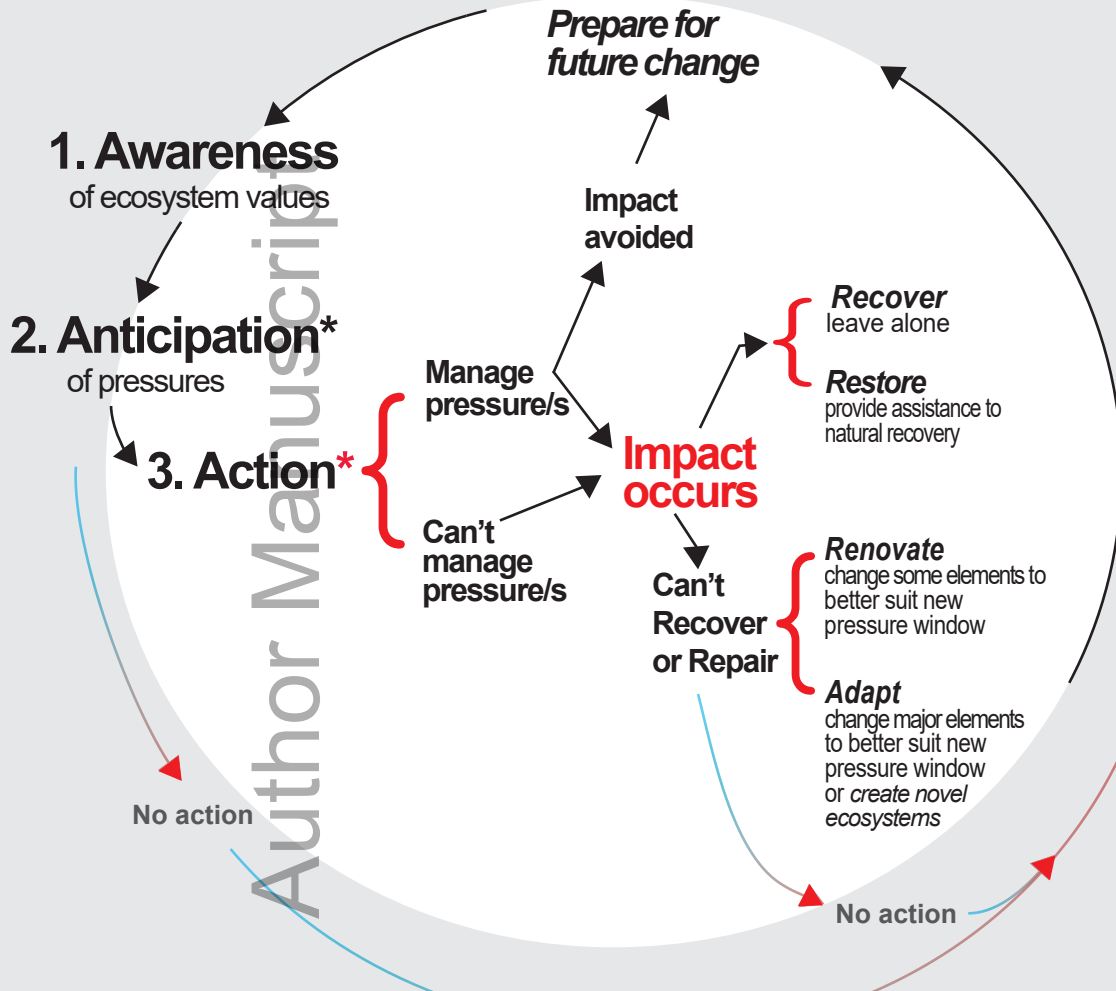 Prepare for
future change
1. Awareness
of ecosystem values
Impact
avoided
2. Anticipation*
of pressures
Manage
pressure/s
3. Action*
Can't
manage
pressure/s
Impact
occurs
Recover
leave alone
Restore
provide assistance to
natural recovery
Can't
Recover
or Repair
Renovate
change some elements to
better suit new
pressure window
Adapt
change major elements
to better suit new
pressure window
or create novel
ecosystems
No action
No action
Author Manuscript